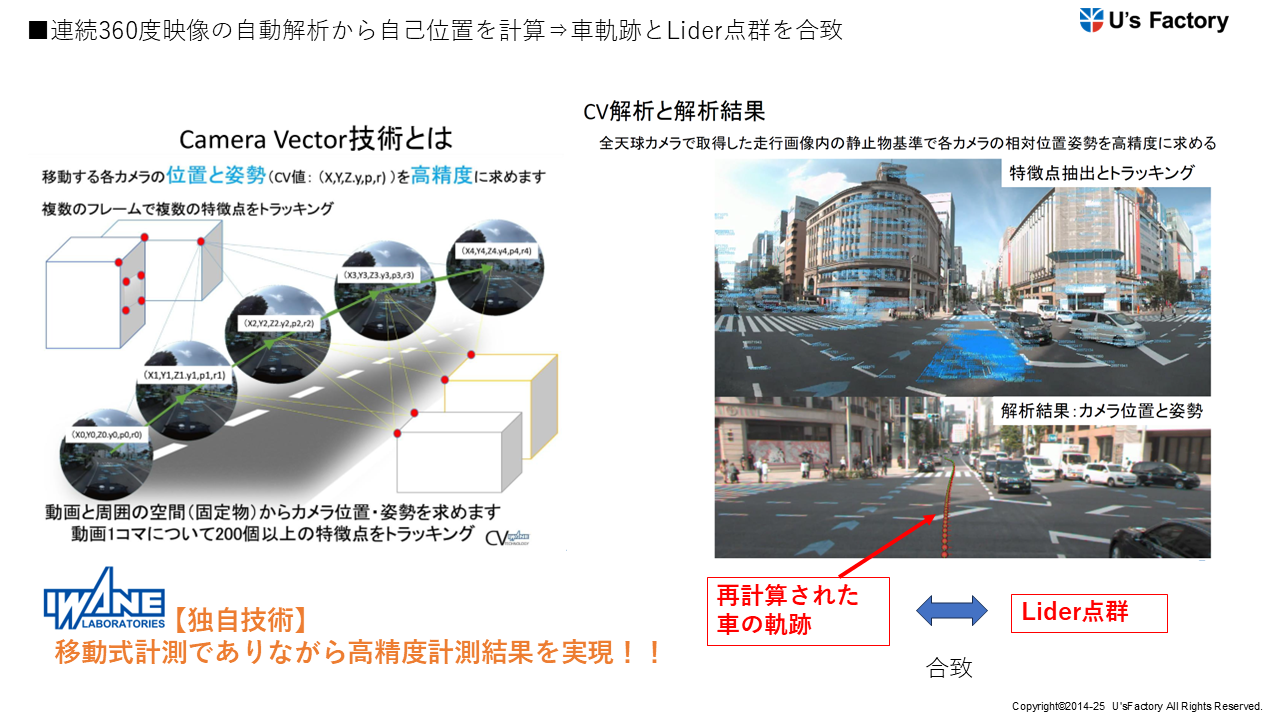 ■連続360度映像の自動解析から自己位置を計算⇒車軌跡とLider点群を合致
U's Factory
Camera Vector技術とは
移動する各カメラの位置と姿勢(CV値:（X,Y,Z.y,p,r) )を高精度に求めます
複数のフレームで複数の特徴点をトラッキング
(X4,Y4,Z4.y4,p4,r4)
(X3,Y3,Z3.y3,p3,r3)
(X2,Y2,Z2.y2,p2,r2)
(X1,Y1,Z1.y1,p1,r1)
(X0,Y0,Z0.y0,p0,r0)
動画と周囲の空間(固定物)からカメラ位置・姿勢を求めます
動画1コマについて200個以上の特徴点をトラッキング
CV
IWANE
LABORATORIES
【独自技術】
移動式計測でありながら高精度計測結果を実現！！
CV解析と解析結果
全天球カメラで取得した走行画像内の静止物基準で各カメラの相対位置姿勢を高精度に求める
特徴点抽出とトラッキング
解析結果:カメラ位置と姿勢
再計算された
車の軌跡
Lider点群
合致
Copyright©2014-25 U'sFactory All Rights Reserved.